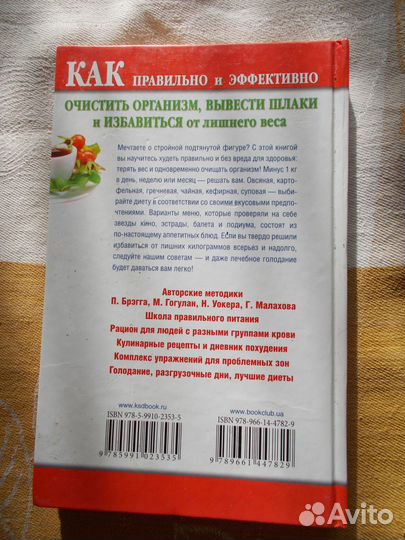 КАК ПРАВИЛЬНО И ЭФФЕКТИВНО
ОЧИСТИТЬ ОРГАНИЗМ, ВЫВЕСТИ ШЛАКИ
И ИЗБАВИТЬСЯ ОТ ЛИШНЕГО ВЕСА
Мечтаете о стройной подтянутой фигуре? С этой книгой
вы научитесь худеть правильно и без вреда для здоровья:
терять вес и одновременно очищать организм! Минус 1 кг
в день, неделю или месяц — решать вам. Овсяная, карто-
фельная, гречневая, чайная, кефирная, суповая — выби-
райте диету в соответствии со своими вкусовыми предпо-
чтениями. Варианты меню, которые проверяли на себе
звезды кино, эстрады, балета и подиума, состоят из
по-настоящему аппетитных блюд. Если вы твердо решили
избавиться от лишних килограммов всерьез и надолго,
следуйте нашим советам — и даже лечебное голодание
будет даваться вам легко!
Авторские методики
П. Брэгга, М. Гогулан, Н. Уокера, Г. Малахова
Школа правильного питания
Рацион для людей с разными группами крови
Кулинарные рецепты и дневник похудения
Комплекс упражнений для проблемных зон
Голодание, разгрузочные дни, лучшие диеты
www.ksdbook.ru
ISBN 978-5-9910-2353-5
9 785991 023535
www.bookclub.ua
ISBN 978-966-14-4782-9
9 789661 447829
Avito